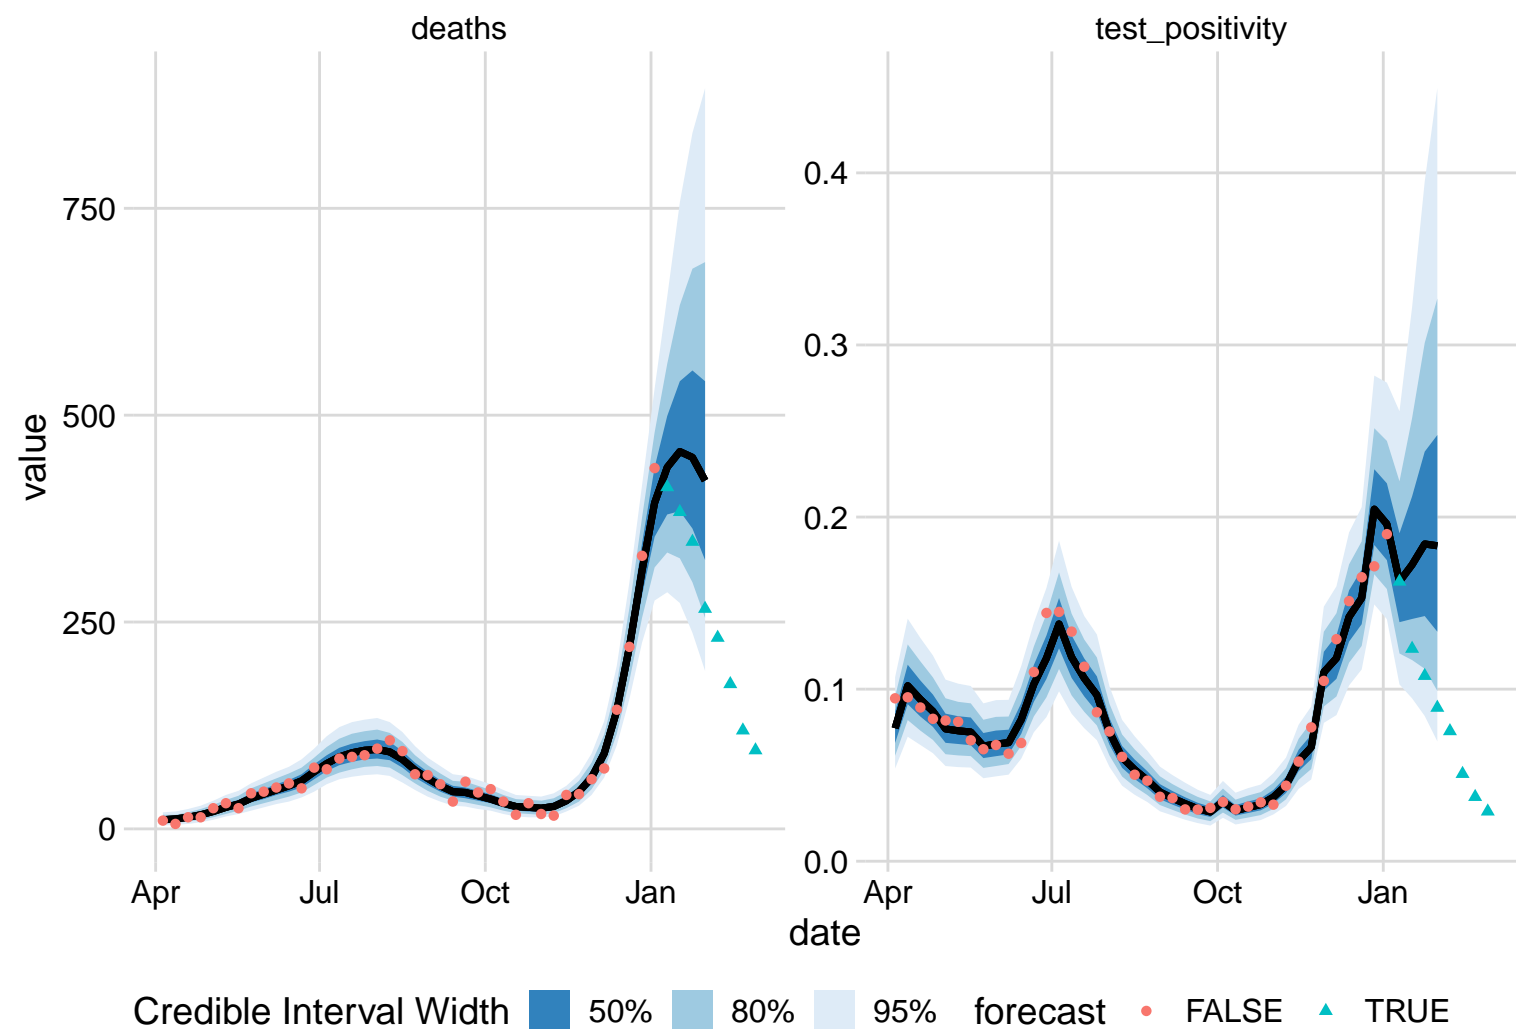 deaths
test_positivity
value
750
500
250
0
0.4
0.3
0.2
0.1
0.0
Apr Jul Oct Jan
Apr Jul Oct Jan
date
Credible Interval Width 50% 80% 95% forecast FALSE TRUE